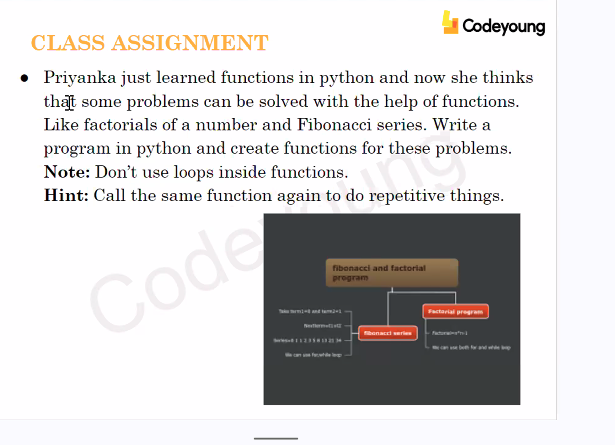 Codeyoung
CLASS ASSIGNMENT
Priyanka just learned functions in python and now she thinks
that some problems can be solved with the help of functions.
Like factorials of a number and Fibonacci series. Write a
program in python and create functions for these problems.
Note: Don't use loops inside functions.
Hint: Call the same function again to do repetitive things.
Codeyoung
fibonacci and factorial
program
Take term1=0 and term2=1
Nextterm=t1+t2
Series=0 1 1 2 3 5 8 13 21 34
We can use for/while loop
fibonacci series
Factorial program
We can use both for and while loop